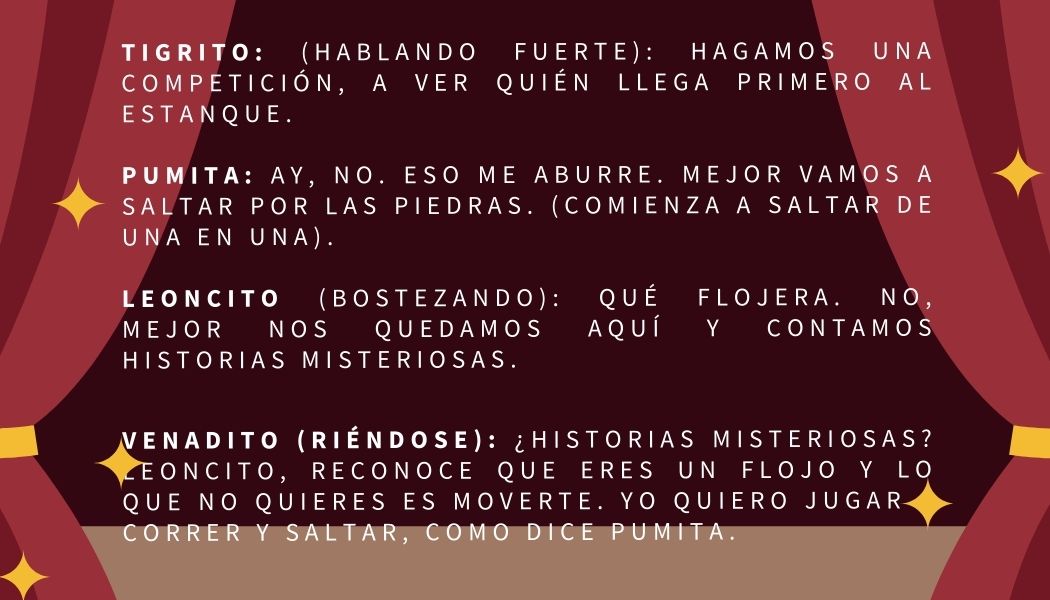 TIGRITO: (HABLANDO FUERTE): HAGAMOS UNA
COMPETICIÓN, A VER QUIÉN LLEGA PRIMERO AL
ESTANQUE.
PUMITA: AY, NO. ESO ME ABURRE. MEJOR VAMOS A
SALTAR POR LAS PIEDRAS. (COMIENZA A SALTAR DE
UNA EN UNA).
LEONCITO (BOSTEZANDO): QUÉ FLOJERA. NO,
MEJOR NOS QUEDAMOS AQUÍ Y CONTAMOS
HISTORIAS MISTERIOSAS.
VENADITO (RIÉNDOSE): ¿HISTORIAS MISTERIOSAS?
LEONCITO, RECONOCE QUE ERES UN FLOJO Y LO
QUE NO QUIERES ES MOVERTE. YO QUIERO JUGAR
CORRER Y SALTAR, COMO DICE PUMITA.